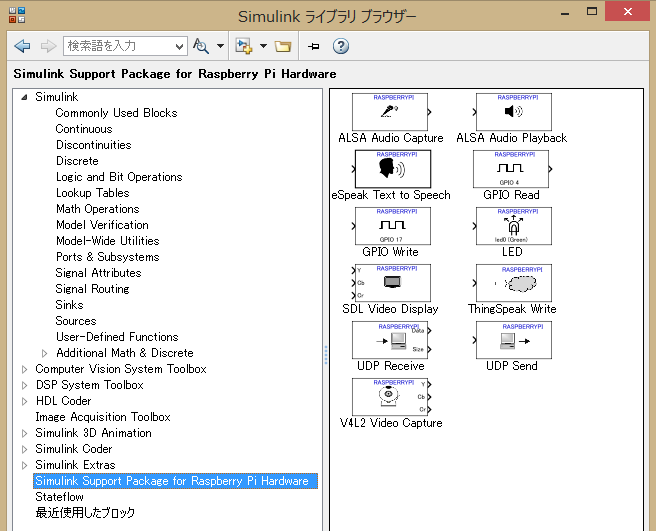 Simulink ライブラリ ブラウザー
検索語を入力
Simulink Support Package for Raspberry Pi Hardware
Simulink
Commonly Used Blocks
Continuous
Discontinuities
Discrete
Logic and Bit Operations
Lookup Tables
Math Operations
Model Verification
Model-Wide Utilities
Ports & Subsystems
Signal Attributes
Signal Routing
Sinks
Sources
User-Defined Functions
Additional Math & Discrete
Computer Vision System Toolbox
DSP System Toolbox
HDL Coder
Image Acquisition Toolbox
Simulink 3D Animation
Simulink Coder
Simulink Extras
Simulink Support Package for Raspberry Pi Hardware
Stateflow
最近使用したブロック
RASPBERRYPI
ALSA Audio Capture
RASPBERRYPI
ALSA Audio Playback
RASPBERRYPI
eSpeak Text to Speech
RASPBERRYPI
GPIO 4
GPIO Read
RASPBERRYPI
GPIO 17
GPIO Write
RASPBERRYPI
led0 (Green)
LED
RASPBERRYPI
Y
Cb
Cr
SDL Video Display
RASPBERRYPI
ThingSpeak Write
RASPBERRYPI
Data
Size
UDP Receive
RASPBERRYPI
UDP Send
RASPBERRYPI
Y
Cb
Cr
V4L2 Video Capture